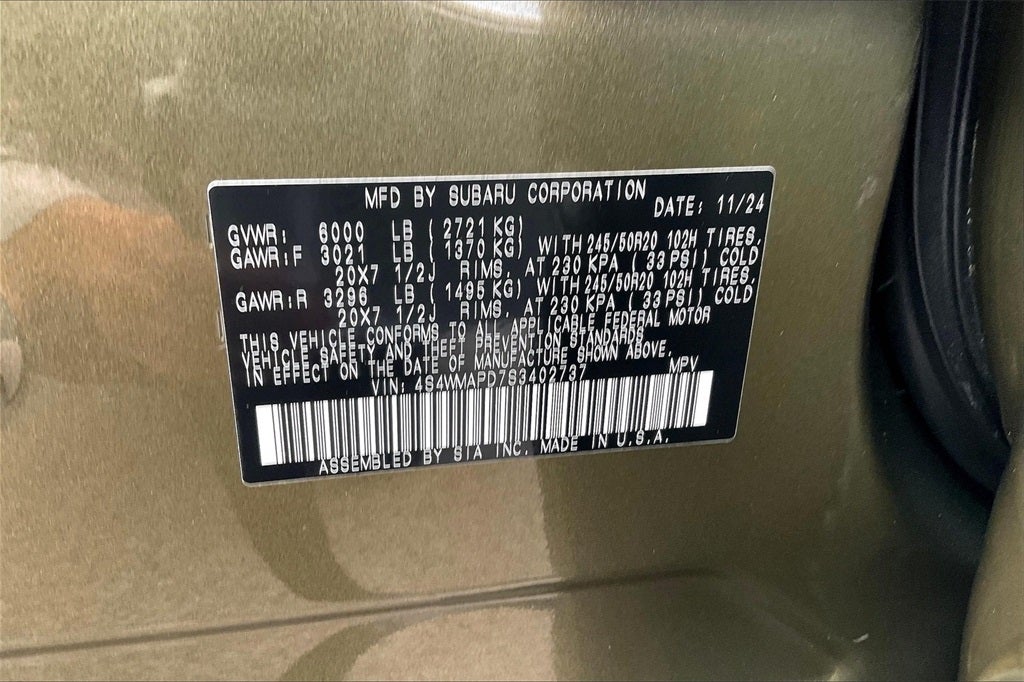 MFD BY SUBARU CORPORATION
DATE: 11/24
GVWR: 6000 LB (2721 KG)
GAWR:F 3021 LB (1370 KG) WITH 245/50R20 102H TIRES,
20X7 1/2J RIMS, AT 230 KPA (33 PSI) COLD
GAWR:R 3296 LB (1495 KG) WITH 245/50R20 102H TIRES,
20X7 1/2J RIMS, AT 230 KPA (33 PSI) COLD
THIS VEHICLE CONFORMS TO ALL APPLICABLE FEDERAL MOTOR
VEHICLE SAFETY AND THEFT PREVENTION STANDARDS
IN EFFECT ON THE DATE OF MANUFACTURE SHOWN ABOVE.
VIN: 4S4WMAPD7S3402737 MPV
ASSEMBLED BY SIA INC. MADE IN U.S.A.